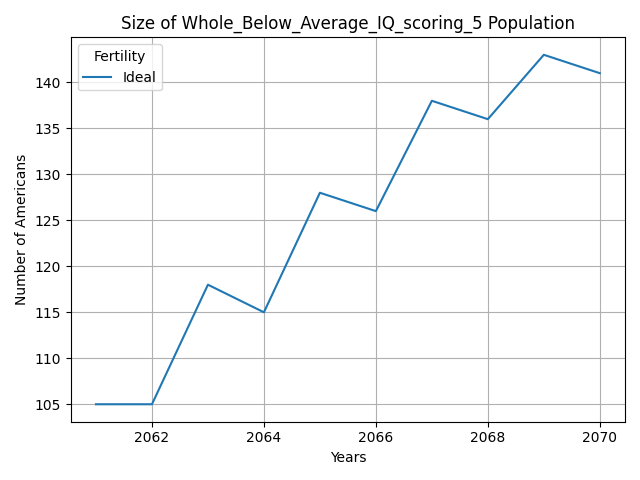 Size of Whole_Below_Average_IQ_scoring_5 Population
Fertility
Ideal
Number of Americans
140
135
130
125
120
115
110
105
2062 2064 2066 2068 2070
Years